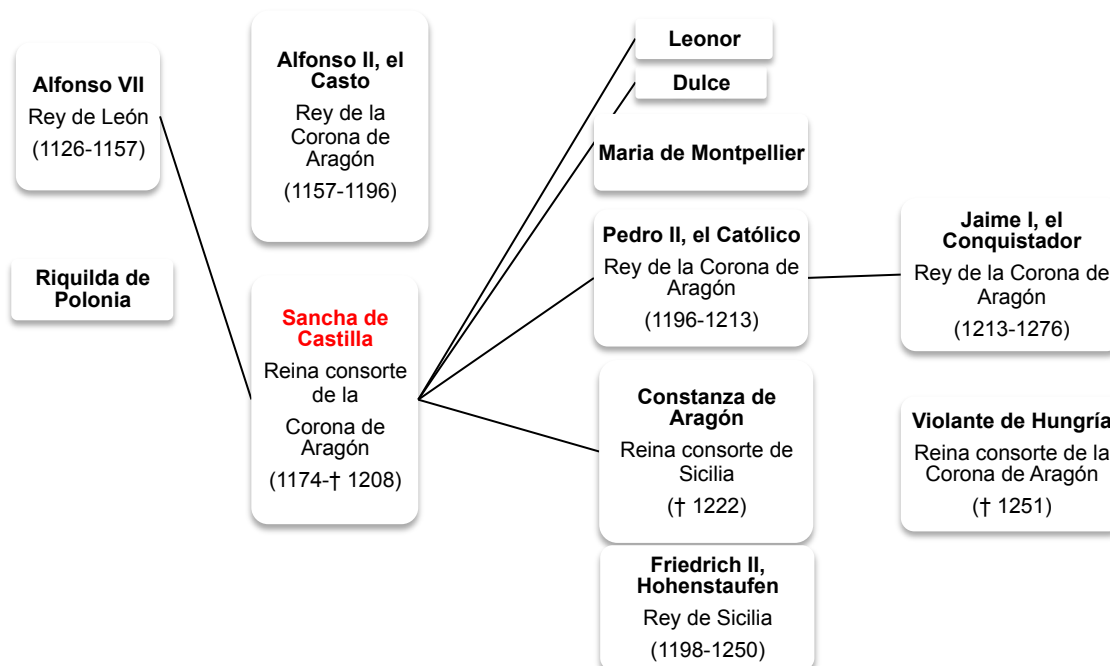 Alfonso VII
Rey de León
(1126-1157)
Riquilda de
Polonia
Alfonso II, el
Casto
Rey de la
Corona de
Aragón
(1157-1196)
Sancha de
Castilla
Reina consorte
de la
Corona de
Aragón
(1174-† 1208)
Leonor
Dulce
Maria de Montpellier
Pedro II, el Católico
Rey de la Corona de
Aragón
(1196-1213)
Constanza de
Aragón
Reina consorte de
Sicilia
(† 1222)
Friedrich II,
Hohenstaufen
Rey de Sicilia
(1198-1250)
Jaime I, el
Conquistador
Rey de la Corona de
Aragón
(1213-1276)
Violante de Hungría
Reina consorte de la
Corona de Aragón
(† 1251)